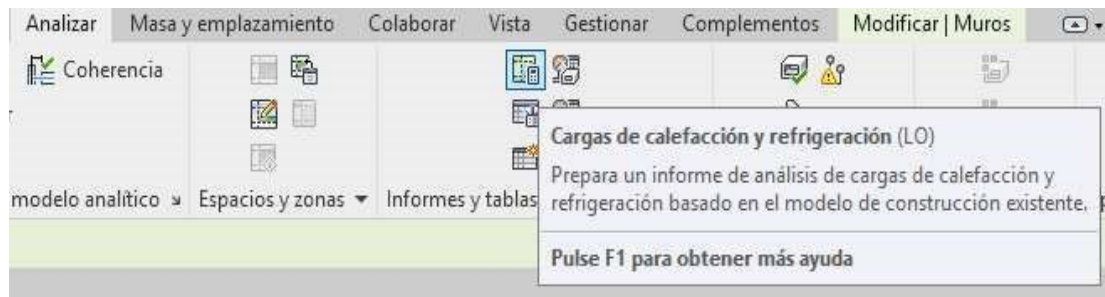 Analizar Masa y emplazamiento Colaborar Vista Gestionar Complementos Modificar | Muros
Coherencia
Cargas de calefacción y refrigeración (LO)
Prepara un informe de análisis de cargas de calefacción y
refrigeración basado en el modelo de construcción existente.
modelo analítico Espacios y zonas Informes y tablas
Pulse F1 para obtener más ayuda